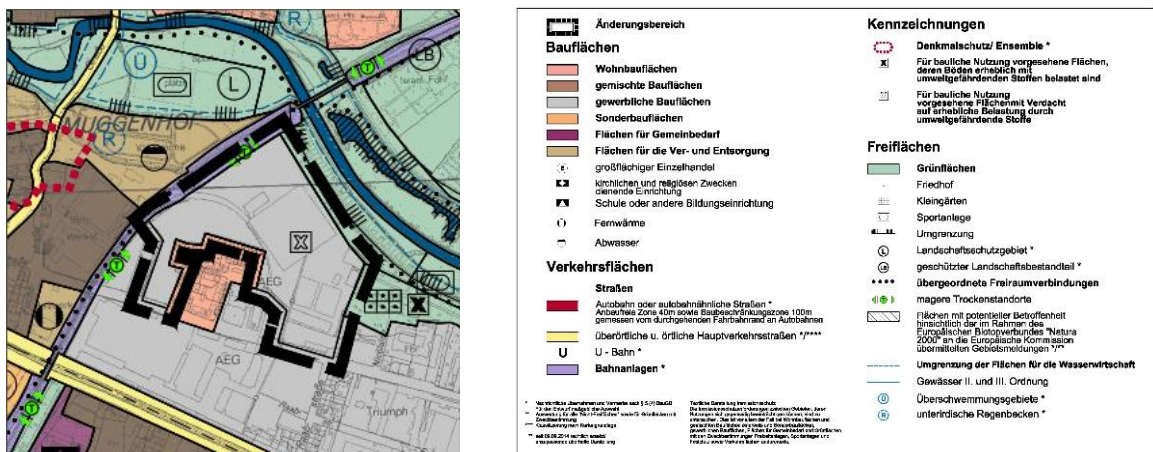 R
LB
T
Ü
platz
L
MUGGENHOF
R
T
X
T
AEG
X
AEG
T
Triumph
Änderungsbereich
Bauflächen
Wohnbauflächen
gemischte Bauflächen
gewerbliche Bauflächen
Sonderbauflächen
Flächen für Gemeinbedarf
Flächen für die Ver- und Entsorgung
E
großflächiger Einzelhandel
kirchlichen und religiösen Zwecken
dienende Einrichtung
Schule oder andere Bildungseinrichtung
Fernwärme
Abwasser
Verkehrsflächen
Straßen
Autobahn oder autobahnähnliche Straßen *
Anbaufreie Zone 40m sowie Baubeschränkungszone 100m
gemessen vom durchgehenden Fahrbahnrand an Autobahnen
überörtliche u. örtliche Hauptverkehrsstraßen */****
U
U - Bahn *
Bahnanlagen *
Kennzeichnungen
Denkmalschutz/ Ensemble *
X
Für bauliche Nutzung vorgesehene Flächen,
deren Böden erheblich mit
umweltgefährdenden Stoffen belastet sind
Für bauliche Nutzung
vorgesehene Flächenmit Verdacht
auf erhebliche Belastung durch
umweltgefährdende Stoffe
Freiflächen
Grünflächen
Friedhof
Kleingärten
Sportanlage
Umgrenzung
L
Landschaftsschutzgebiet *
LB
geschützter Landschaftsbestandteil *
übergeordnete Freiraumverbindungen
T
magere Trockenstandorte
Flächen mit potentieller Betroffenheit
hinsichtlich der im Rahmen des
Europäischen Biotopverbundes "Natura
2000" an die Europäische Kommission
übermittelten Gebietsmeldungen */**
Umgrenzung der Flächen für die Wasserwirtschaft
Gewässer II. und III. Ordnung
Ü
Überschwemmungsgebiete *
R
unterirdische Regenbecken *